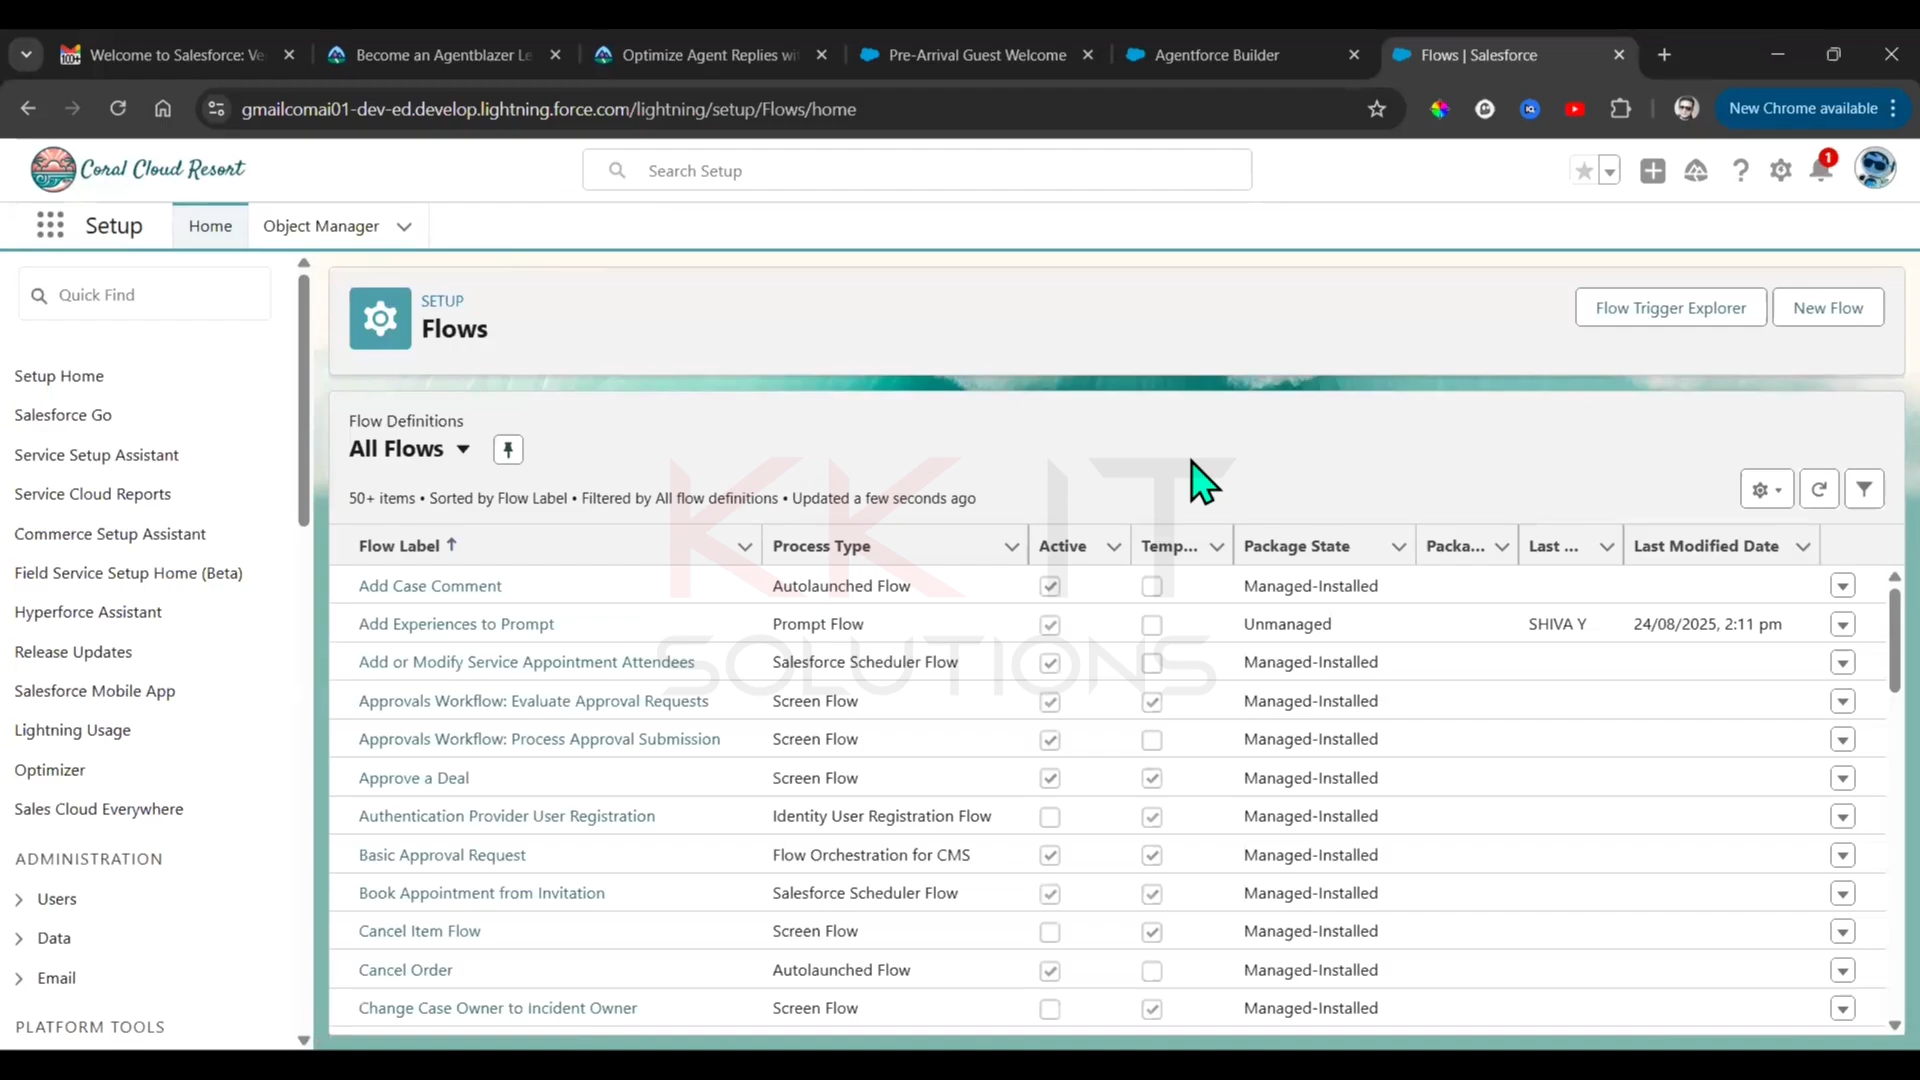 Welcome to Salesforce: Ve
Become an Agentblazer Le
Optimize Agent Replies wi
Pre-Arrival Guest Welcome
Agentforce Builder
Flows | Salesforce
gmailcomai01-dev-ed.develop.lightning.force.com/lightning/setup/Flows/home
New Chrome available
Coral Cloud Resort
Search Setup
1
Setup
Home
Object Manager
Quick Find
Setup Home
Salesforce Go
Service Setup Assistant
Service Cloud Reports
Commerce Setup Assistant
Field Service Setup Home (Beta)
Hyperforce Assistant
Release Updates
Salesforce Mobile App
Lightning Usage
Optimizer
Sales Cloud Everywhere
ADMINISTRATION
Users
Data
Email
PLATFORM TOOLS
SETUP
Flows
Flow Trigger Explorer
New Flow
Flow Definitions
All Flows
50+ items • Sorted by Flow Label • Filtered by All flow definitions • Updated a few seconds ago
Flow Label Process Type Active Temp... Package State Packa... Last ... Last Modified Date
Add Case Comment Autolaunched Flow Managed-Installed
Add Experiences to Prompt Prompt Flow Unmanaged SHIVA Y 24/08/2025, 2:11 pm
Add or Modify Service Appointment Attendees Salesforce Scheduler Flow Managed-Installed
Approvals Workflow: Evaluate Approval Requests Screen Flow Managed-Installed
Approvals Workflow: Process Approval Submission Screen Flow Managed-Installed
Approve a Deal Screen Flow Managed-Installed
Authentication Provider User Registration Identity User Registration Flow Managed-Installed
Basic Approval Request Flow Orchestration for CMS Managed-Installed
Book Appointment from Invitation Salesforce Scheduler Flow Managed-Installed
Cancel Item Flow Screen Flow Managed-Installed
Cancel Order Autolaunched Flow Managed-Installed
Change Case Owner to Incident Owner Screen Flow Managed-Installed
KK IT
SOLUTIONS